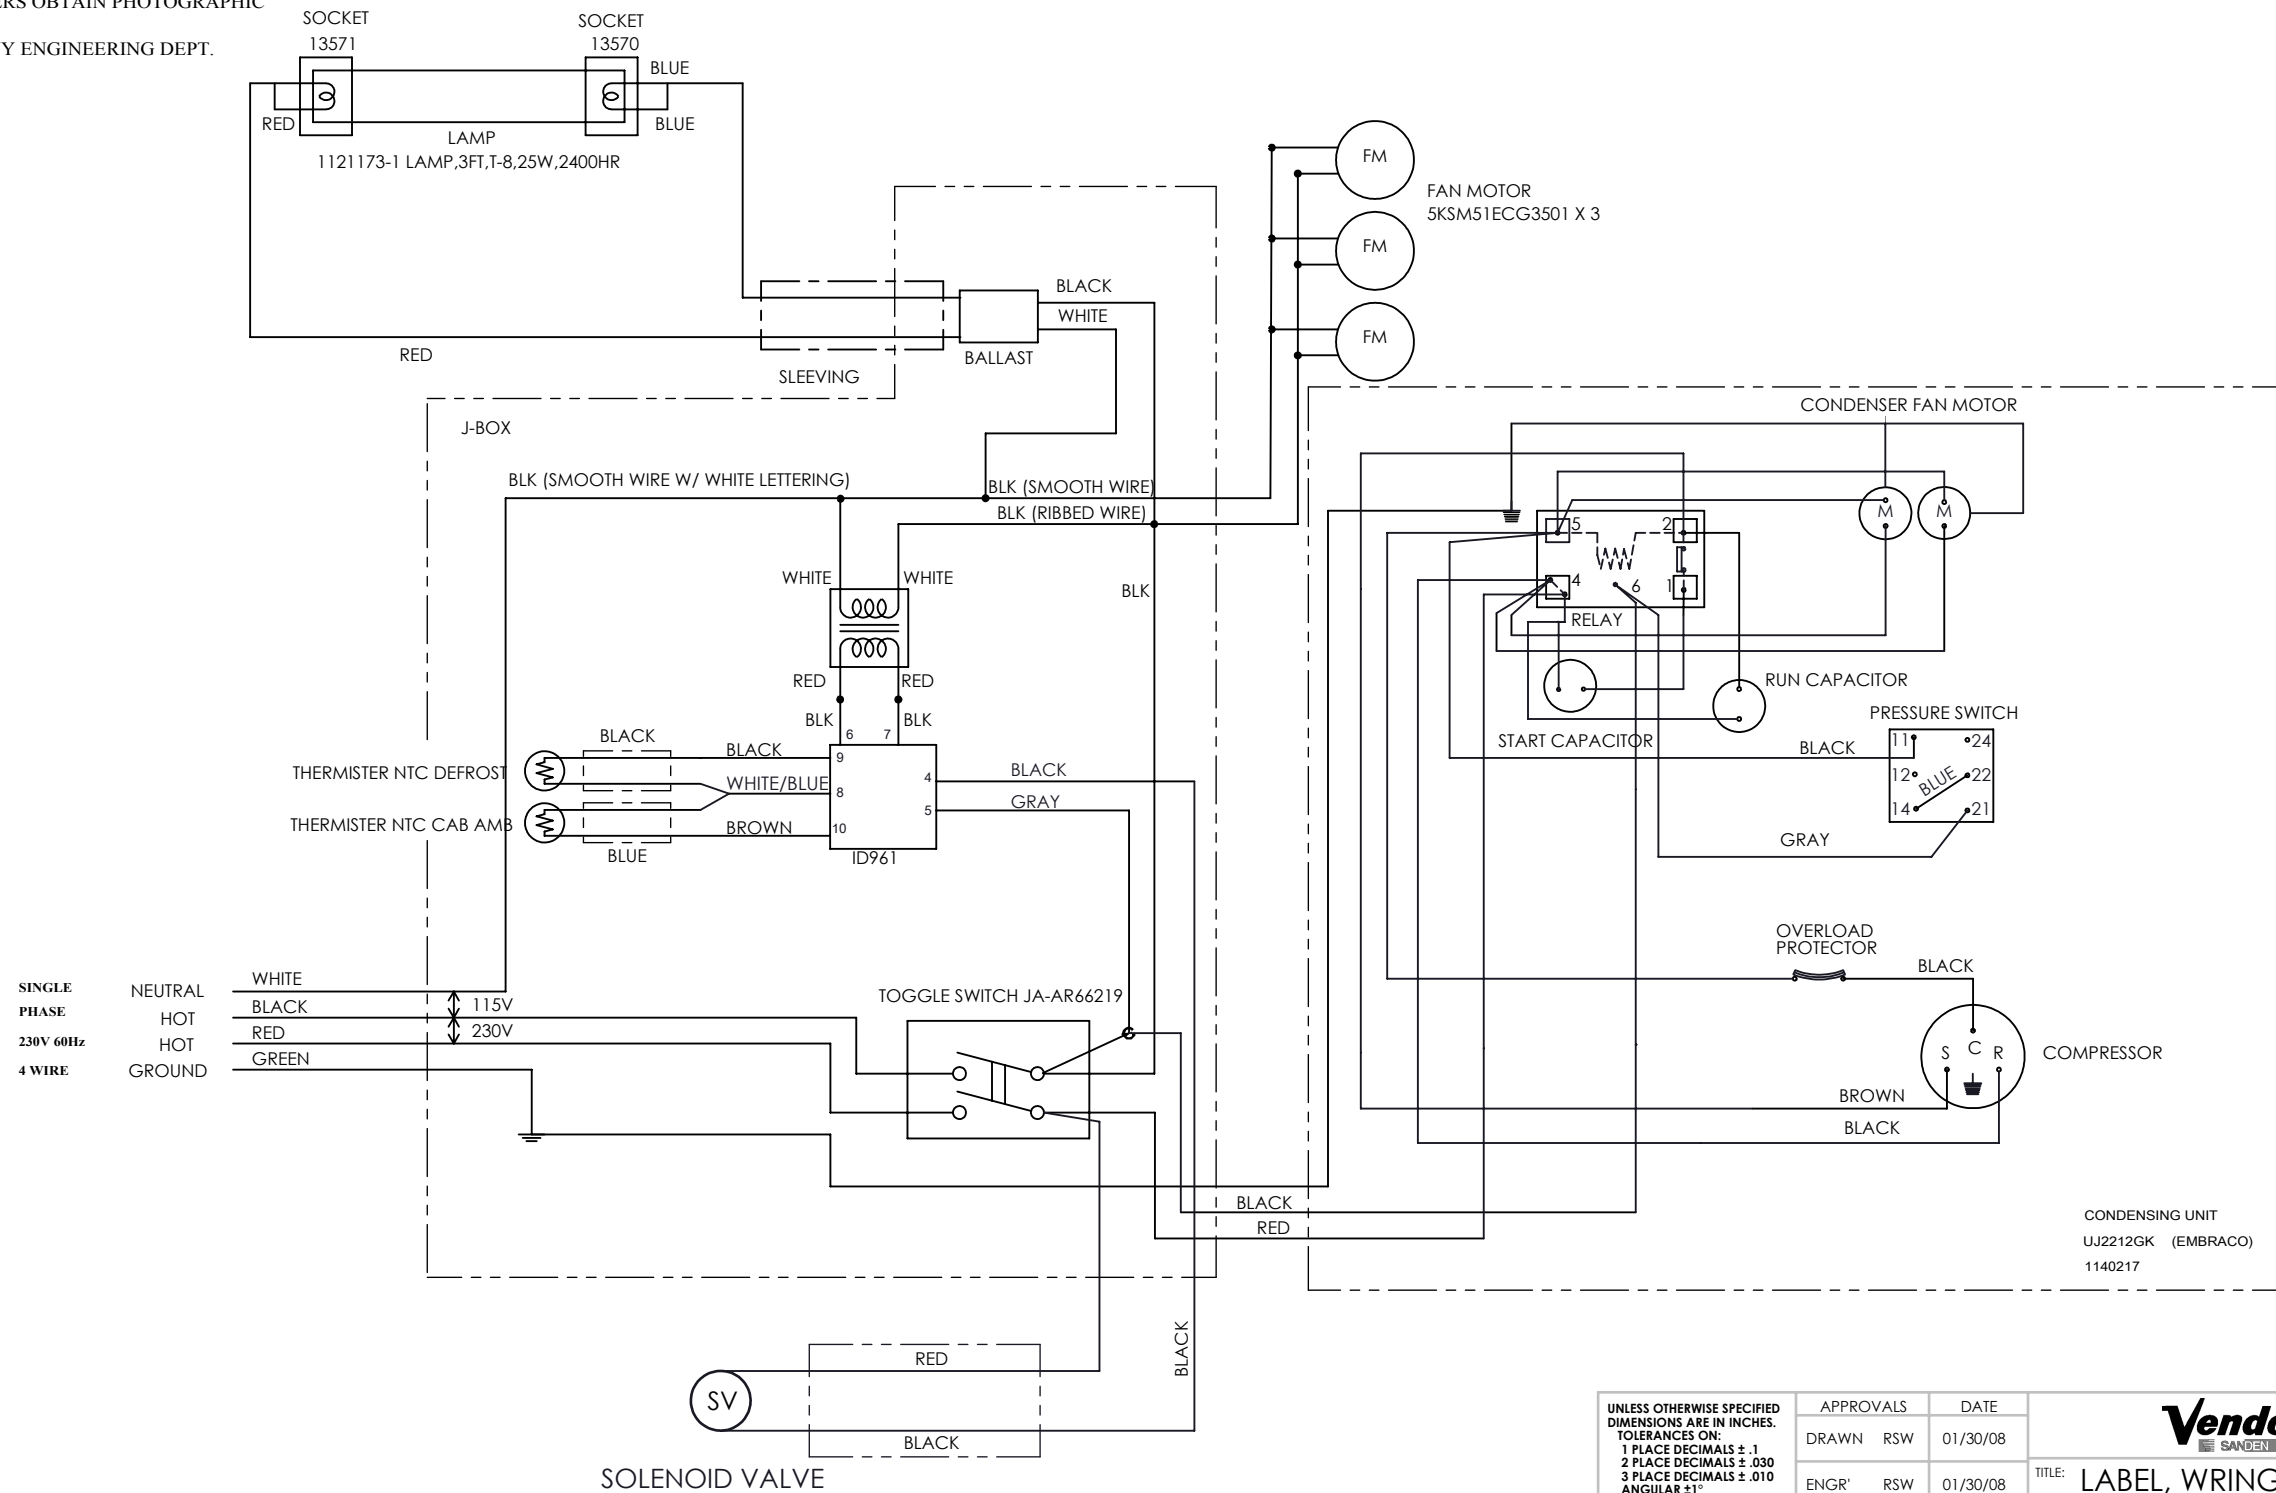 ERS OBTAIN PHOTOGRAPHIC
Y ENGINEERING DEPT.
SOCKET
13571
SOCKET
13570
BLUE
RED
BLUE
LAMP
1121173-1 LAMP,3FT,T-8,25W,2400HR
FM
FAN MOTOR
5KSM51ECG3501 X 3
FM
FM
BLACK
WHITE
RED
SLEEVING
BALLAST
J-BOX
CONDENSER FAN MOTOR
BLK (SMOOTH WIRE W/ WHITE LETTERING)
BLK (SMOOTH WIRE)
BLK (RIBBED WIRE)
M
M
5
2
4
6
1
RELAY
WHITE
WHITE
BLK
RED
RED
BLK
BLK
6
7
RUN CAPACITOR
START CAPACITOR
PRESSURE SWITCH
BLACK
11
24
12
BLUE
22
14
21
GRAY
BLACK
BLACK
9
THERMISTER NTC DEFROST
WHITE/BLUE
8
4
BLACK
5
GRAY
THERMISTER NTC CAB AMB
BROWN
10
BLUE
ID961
OVERLOAD
PROTECTOR
BLACK
S
C
R
COMPRESSOR
BROWN
BLACK
SINGLE
PHASE
230V 60Hz
4 WIRE
NEUTRAL
WHITE
HOT
BLACK
115V
HOT
RED
230V
GROUND
GREEN
TOGGLE SWITCH JA-AR66219
BLACK
RED
CONDENSING UNIT
UJ2212GK (EMBRACO)
1140217
BLACK
RED
SV
BLACK
SOLENOID VALVE
UNLESS OTHERWISE SPECIFIED
DIMENSIONS ARE IN INCHES.
TOLERANCES ON:
1 PLACE DECIMALS ± .1
2 PLACE DECIMALS ± .030
3 PLACE DECIMALS ± .010
ANGULAR ±1°
APPROVALS
DATE
DRAWN RSW
01/30/08
ENGR' RSW
01/30/08
Vend
SANDEN
TITLE: LABEL, WRING